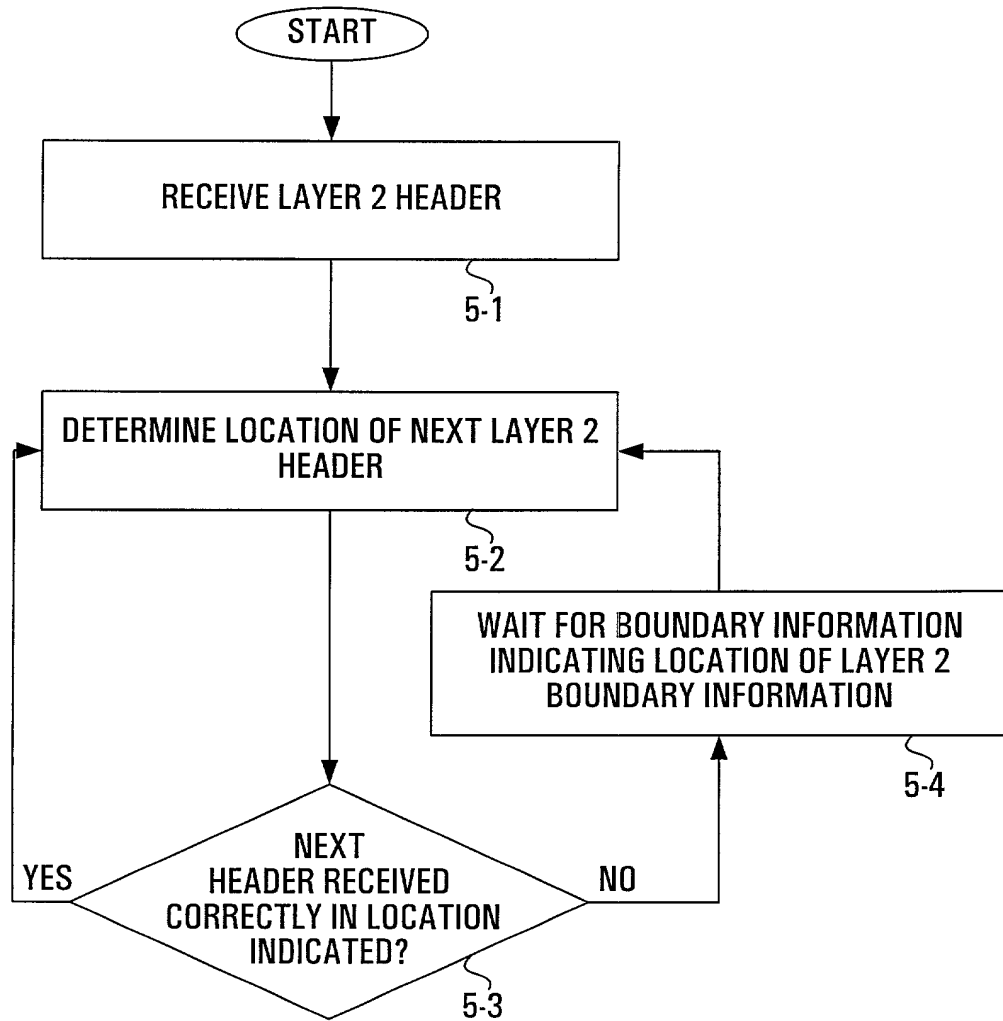 START
RECEIVE LAYER 2 HEADER
5-1
DETERMINE LOCATION OF NEXT LAYER 2
HEADER
5-2
WAIT FOR BOUNDARY INFORMATION
INDICATING LOCATION OF LAYER 2
BOUNDARY INFORMATION
5-4
NEXT
HEADER RECEIVED
CORRECTLY IN LOCATION
INDICATED?
YES
NO
5-3